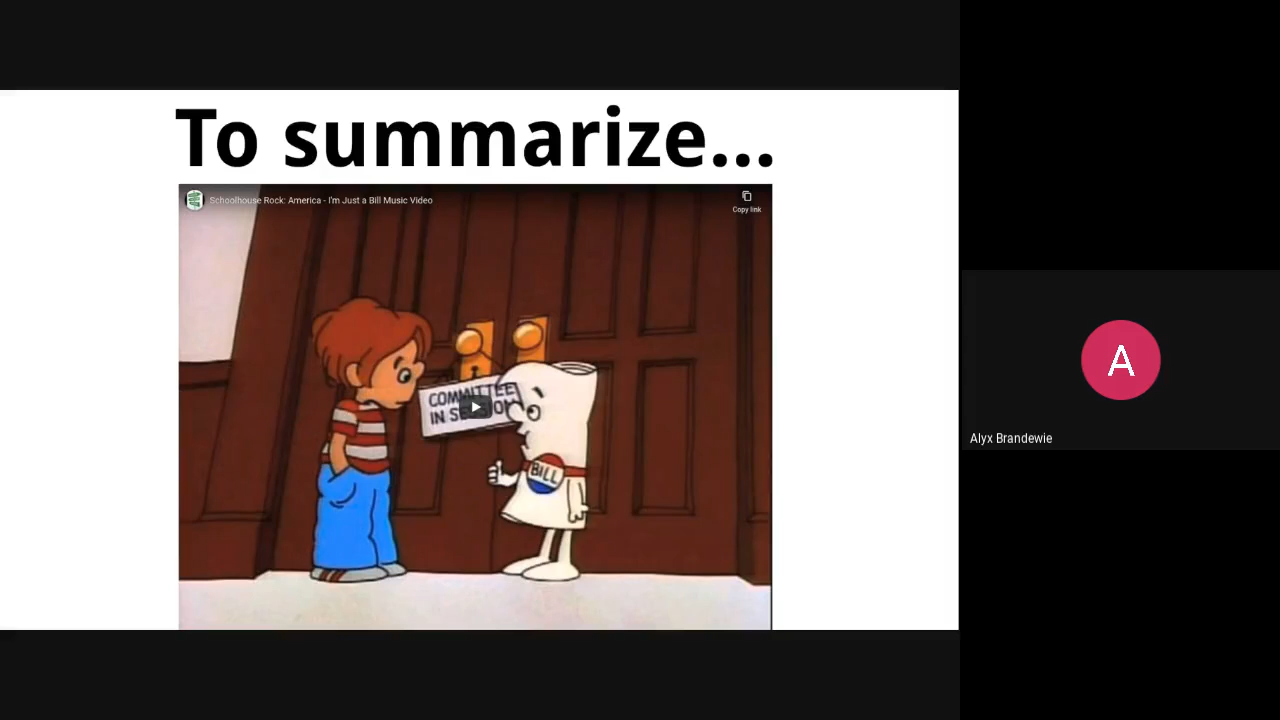 To summarize...
Schoolhouse Rock: America - I'm Just a Bill Music Video
Copy link
COMMITTEE
IN SESSION
BILL
A
Alyx Brandewie